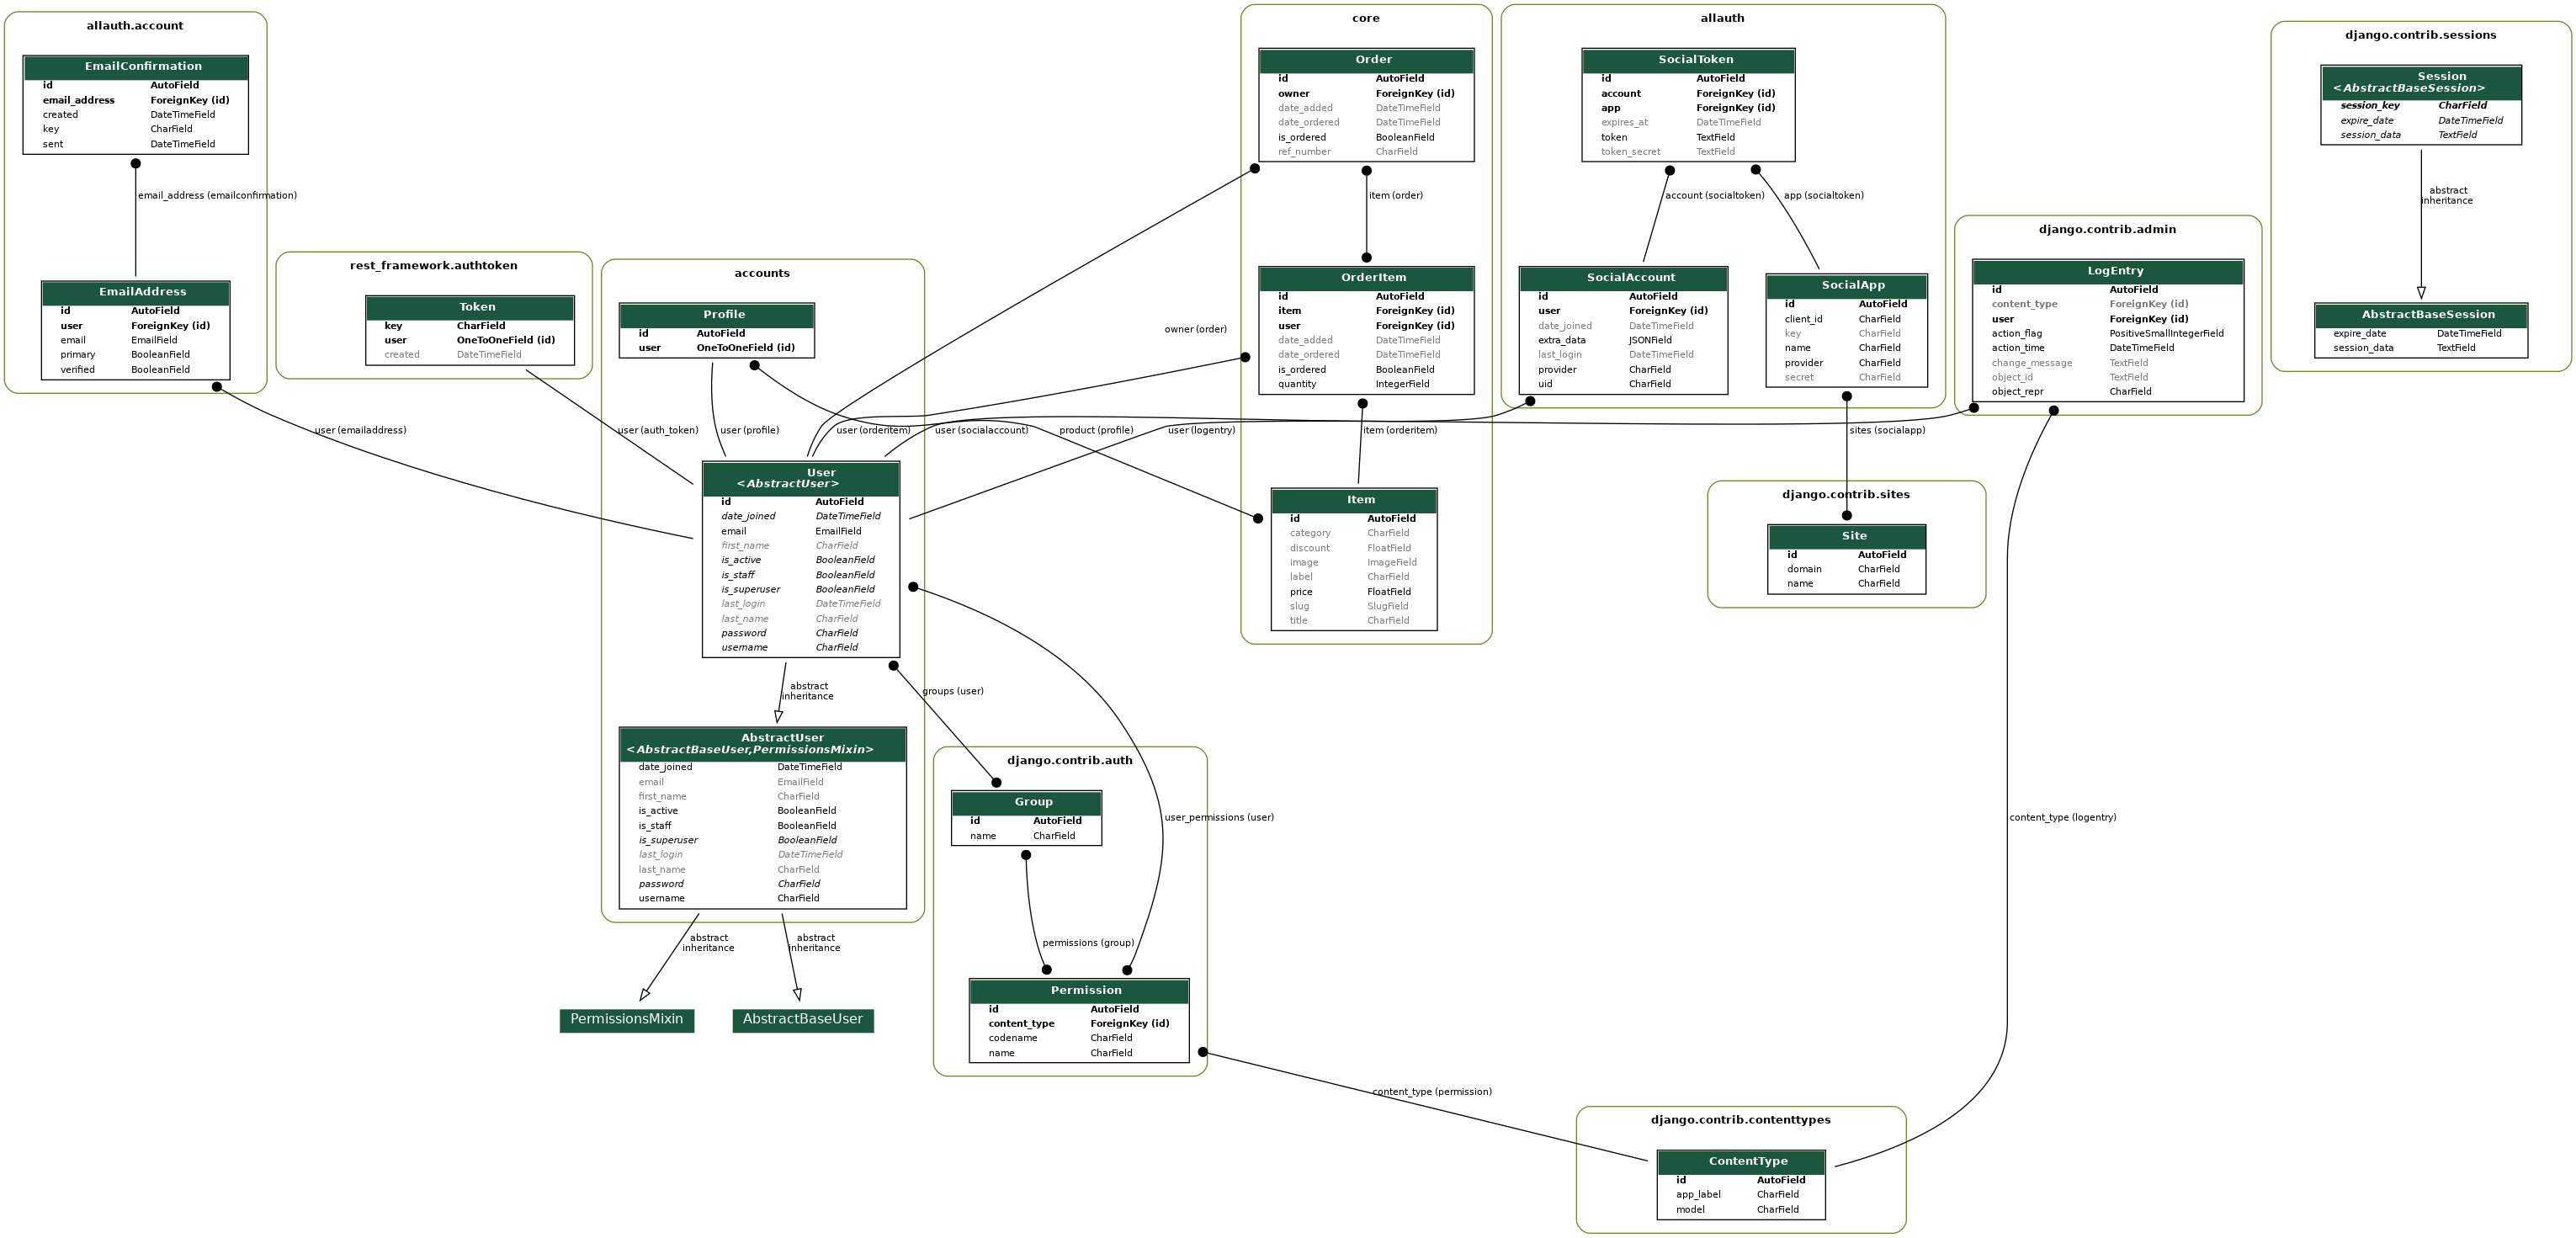 allauth.account
EmailConfirmation
id AutoField
email_address ForeignKey (id)
created DateTimeField
key CharField
sent DateTimeField
email_address (emailconfirmation)
EmailAddress
id AutoField
user ForeignKey (id)
email EmailField
primary BooleanField
verified BooleanField
user (emailaddress)
rest_framework.authtoken
Token
key CharField
user OneToOneField (id)
created DateTimeField
user (auth_token)
accounts
Profile
id AutoField
user OneToOneField (id)
user (profile)
user (orderitem)
user (socialaccount)
product (profile)
user (logentry)
owner (order)
User
<AbstractUser>
id AutoField
date_joined DateTimeField
email EmailField
first_name CharField
is_active BooleanField
is_staff BooleanField
is_superuser BooleanField
last_login DateTimeField
last_name CharField
password CharField
username CharField
abstract
inheritance
groups (user)
AbstractUser
<AbstractBaseUser,PermissionsMixin>
date_joined DateTimeField
email EmailField
first_name CharField
is_active BooleanField
is_staff BooleanField
is_superuser BooleanField
last_login DateTimeField
last_name CharField
password CharField
username CharField
abstract
inheritance
abstract
inheritance
PermissionsMixin
AbstractBaseUser
core
Order
id AutoField
owner ForeignKey (id)
date_added DateTimeField
date_ordered DateTimeField
is_ordered BooleanField
ref_number CharField
item (order)
OrderItem
id AutoField
item ForeignKey (id)
user ForeignKey (id)
date_added DateTimeField
date_ordered DateTimeField
is_ordered BooleanField
quantity IntegerField
item (orderitem)
Item
id AutoField
category CharField
discount FloatField
image ImageField
label CharField
price FloatField
slug SlugField
title CharField
allauth
SocialToken
id AutoField
account ForeignKey (id)
app ForeignKey (id)
expires_at DateTimeField
token TextField
token_secret TextField
account (socialtoken)
app (socialtoken)
SocialAccount
id AutoField
user ForeignKey (id)
date_joined DateTimeField
extra_data JSONField
last_login DateTimeField
provider CharField
uid CharField
SocialApp
id AutoField
client_id CharField
key CharField
name CharField
provider CharField
secret CharField
sites (socialapp)
django.contrib.sites
Site
id AutoField
domain CharField
name CharField
django.contrib.admin
LogEntry
id AutoField
content_type ForeignKey (id)
user ForeignKey (id)
action_flag PositiveSmallIntegerField
action_time DateTimeField
change_message TextField
object_id TextField
object_repr CharField
content_type (logentry)
django.contrib.sessions
Session
<AbstractBaseSession>
session_key CharField
expire_date DateTimeField
session_data TextField
abstract
inheritance
AbstractBaseSession
expire_date DateTimeField
session_data TextField
django.contrib.auth
Group
id AutoField
name CharField
user_permissions (user)
permissions (group)
Permission
id AutoField
content_type ForeignKey (id)
codename CharField
name CharField
content_type (permission)
django.contrib.contenttypes
ContentType
id AutoField
app_label CharField
model CharField